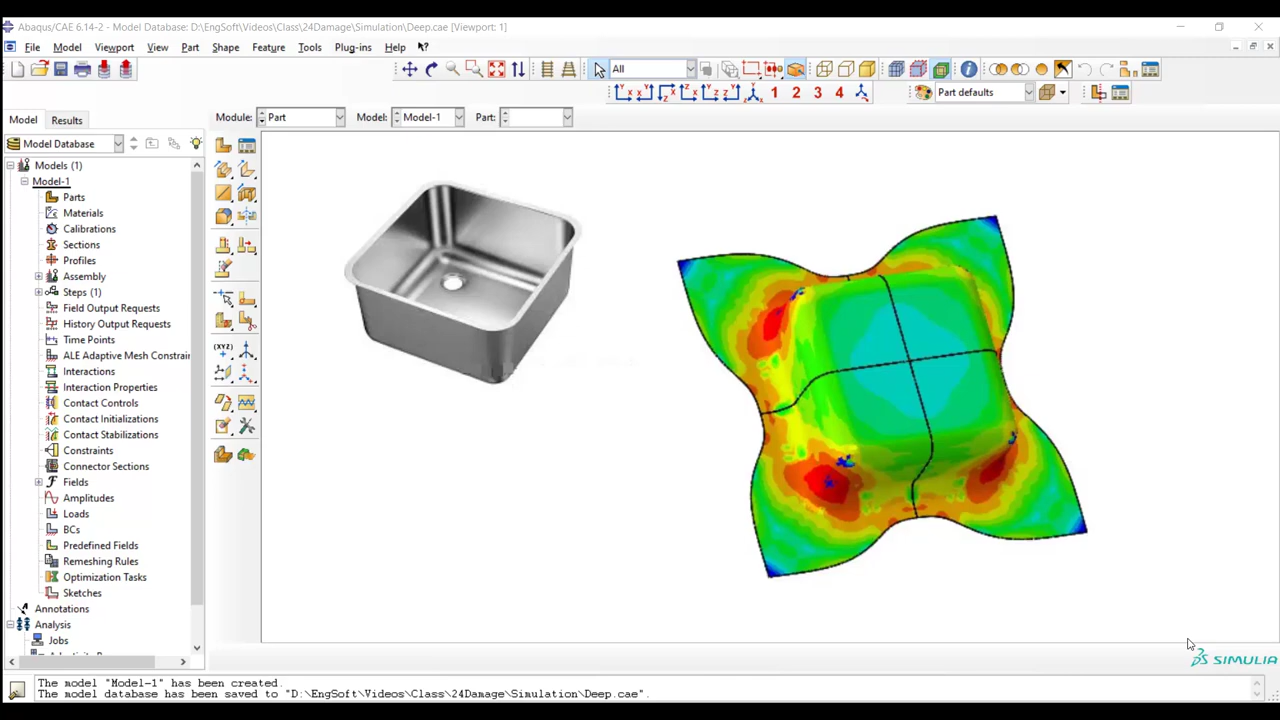 Abaqus/CAE 6.14-2 - Model Database: D:\EngSoft\Videos\Class\24Damage\Simulation\Deep.cae [Viewport: 1]
File Model Viewport View Part Shape Feature Tools Plug-ins Help
All
1 2 3 4 Part defaults
Model Results Module: Part Model: Model-1 Part:
Model Database
Models (1)
Model-1
Parts
Materials
Calibrations
Sections
Profiles
Assembly
Steps (1)
Field Output Requests
History Output Requests
Time Points
ALE Adaptive Mesh Constrair
Interactions
Interaction Properties
Contact Controls
Contact Initializations
Contact Stabilizations
Constraints
Connector Sections
Fields
Amplitudes
Loads
BCs
Predefined Fields
Remeshing Rules
Optimization Tasks
Sketches
Annotations
Analysis
Jobs
(XYZ)
SIMULIA
The model "Model-1" has been created.
The model database has been saved to "D:\EngSoft\Videos\Class\24Damage\Simulation\Deep.cae".